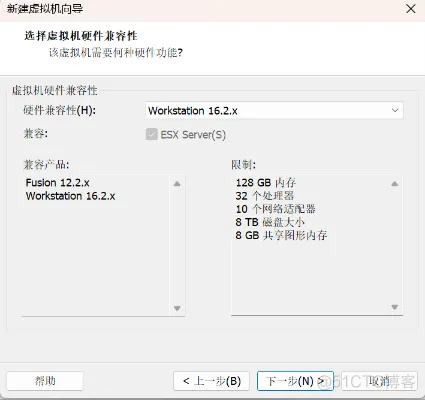 新建虚拟机向导
选择虚拟机硬件兼容性
该虚拟机需要何种硬件功能?
虚拟机硬件兼容性
硬件兼容性(H): Workstation 16.2.x
兼容: ESX Server(S)
兼容产品:
Fusion 12.2.x
Workstation 16.2.x
限制:
128 GB 内存
32 个处理器
10 个网络适配器
8 TB 磁盘大小
8 GB 共享图形内存
帮助 < 上一步(B) 下一步(N) > 取消
@51CTO博客